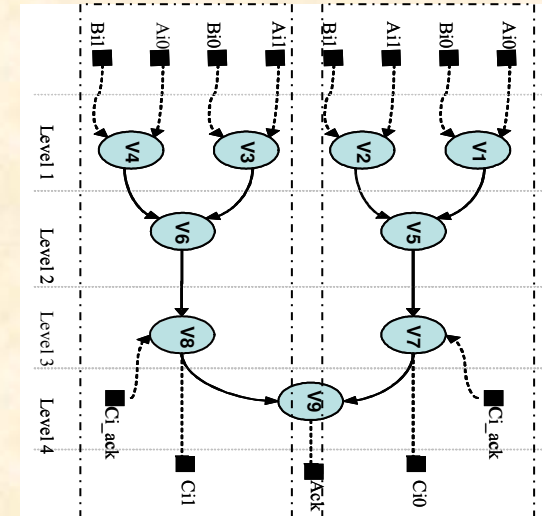 Bi1
Ai0
Bi0
Ai1
Bi1
Ai1
Bi0
Ai0
Level 1
V4
V3
V2
V1
Level 2
V6
V5
Level 3
V8
V7
Level 4
V9
Ci_ack
Ci_ack
Ci1
Ack
Ci0